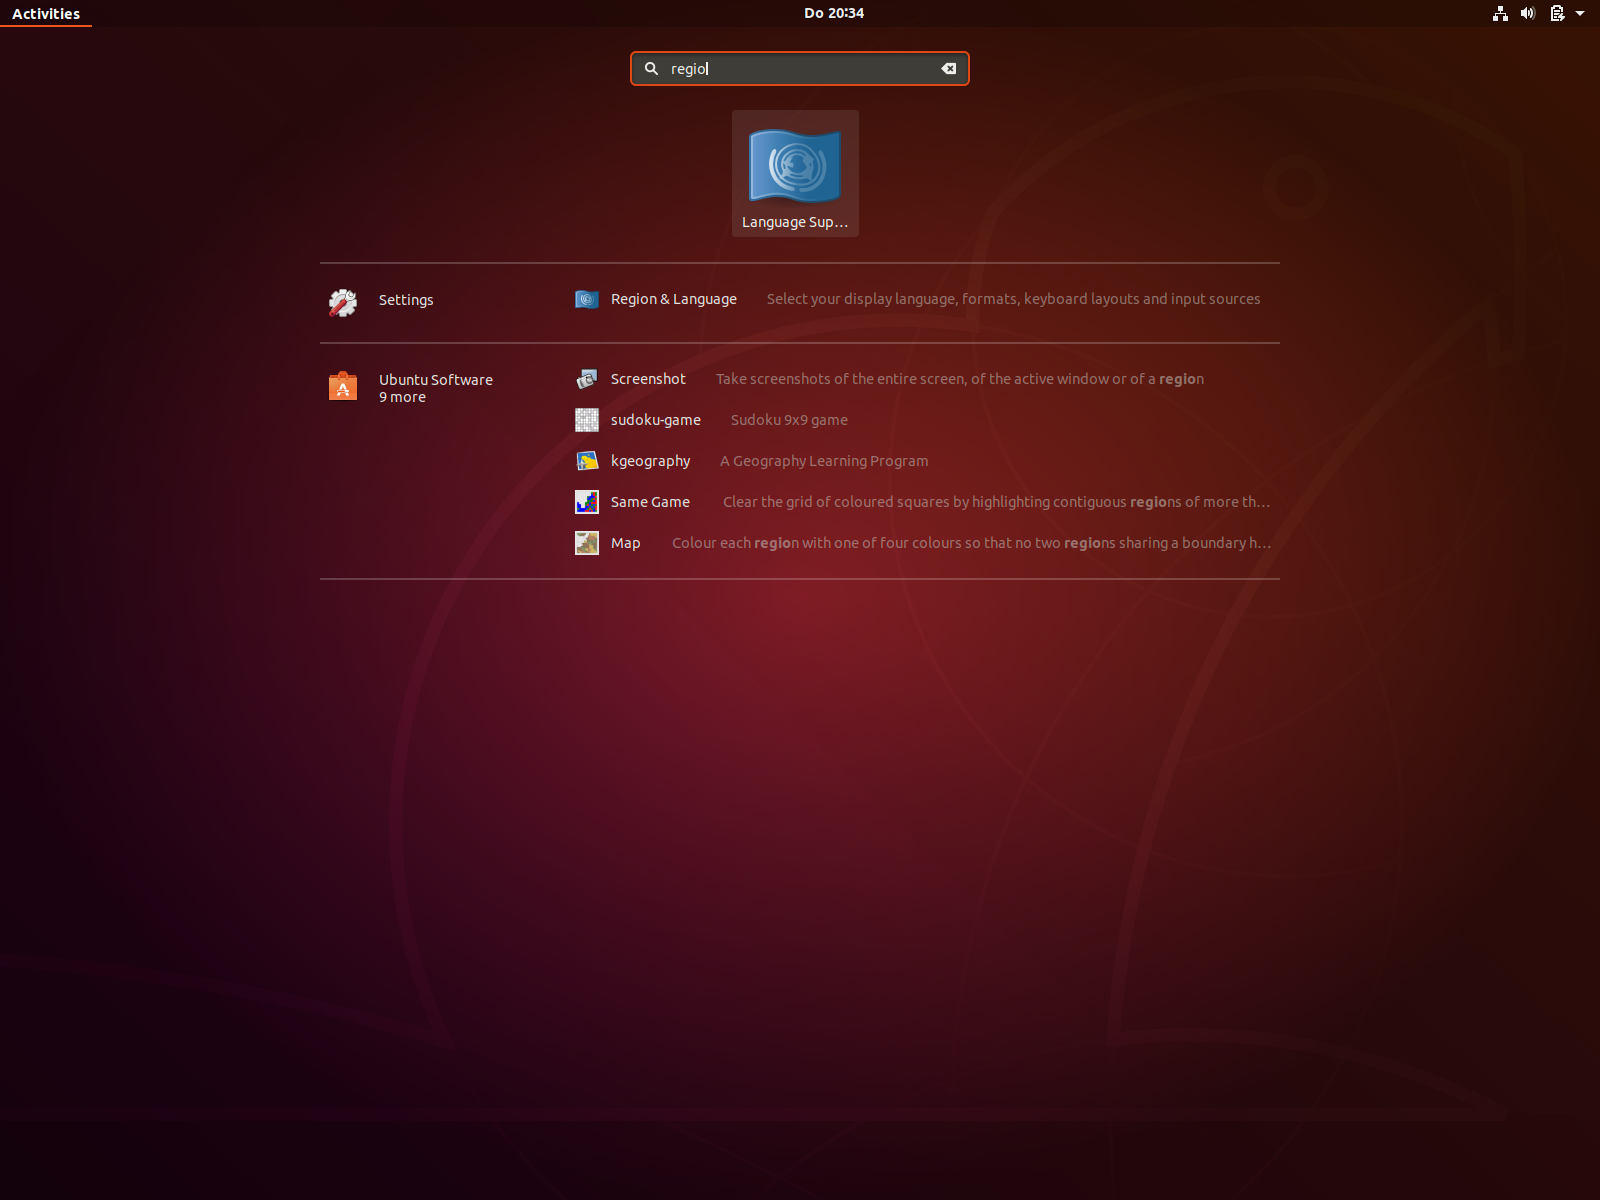 Activities
Do 20:34
regio
Language Sup…
Settings
Region & Language Select your display language, formats, keyboard layouts and input sources
Ubuntu Software
9 more
Screenshot Take screenshots of the entire screen, of the active window or of a region
sudoku-game Sudoku 9x9 game
kgeography A Geography Learning Program
Same Game Clear the grid of coloured squares by highlighting contiguous regions of more th…
Map Colour each region with one of four colours so that no two regions sharing a boundary h…